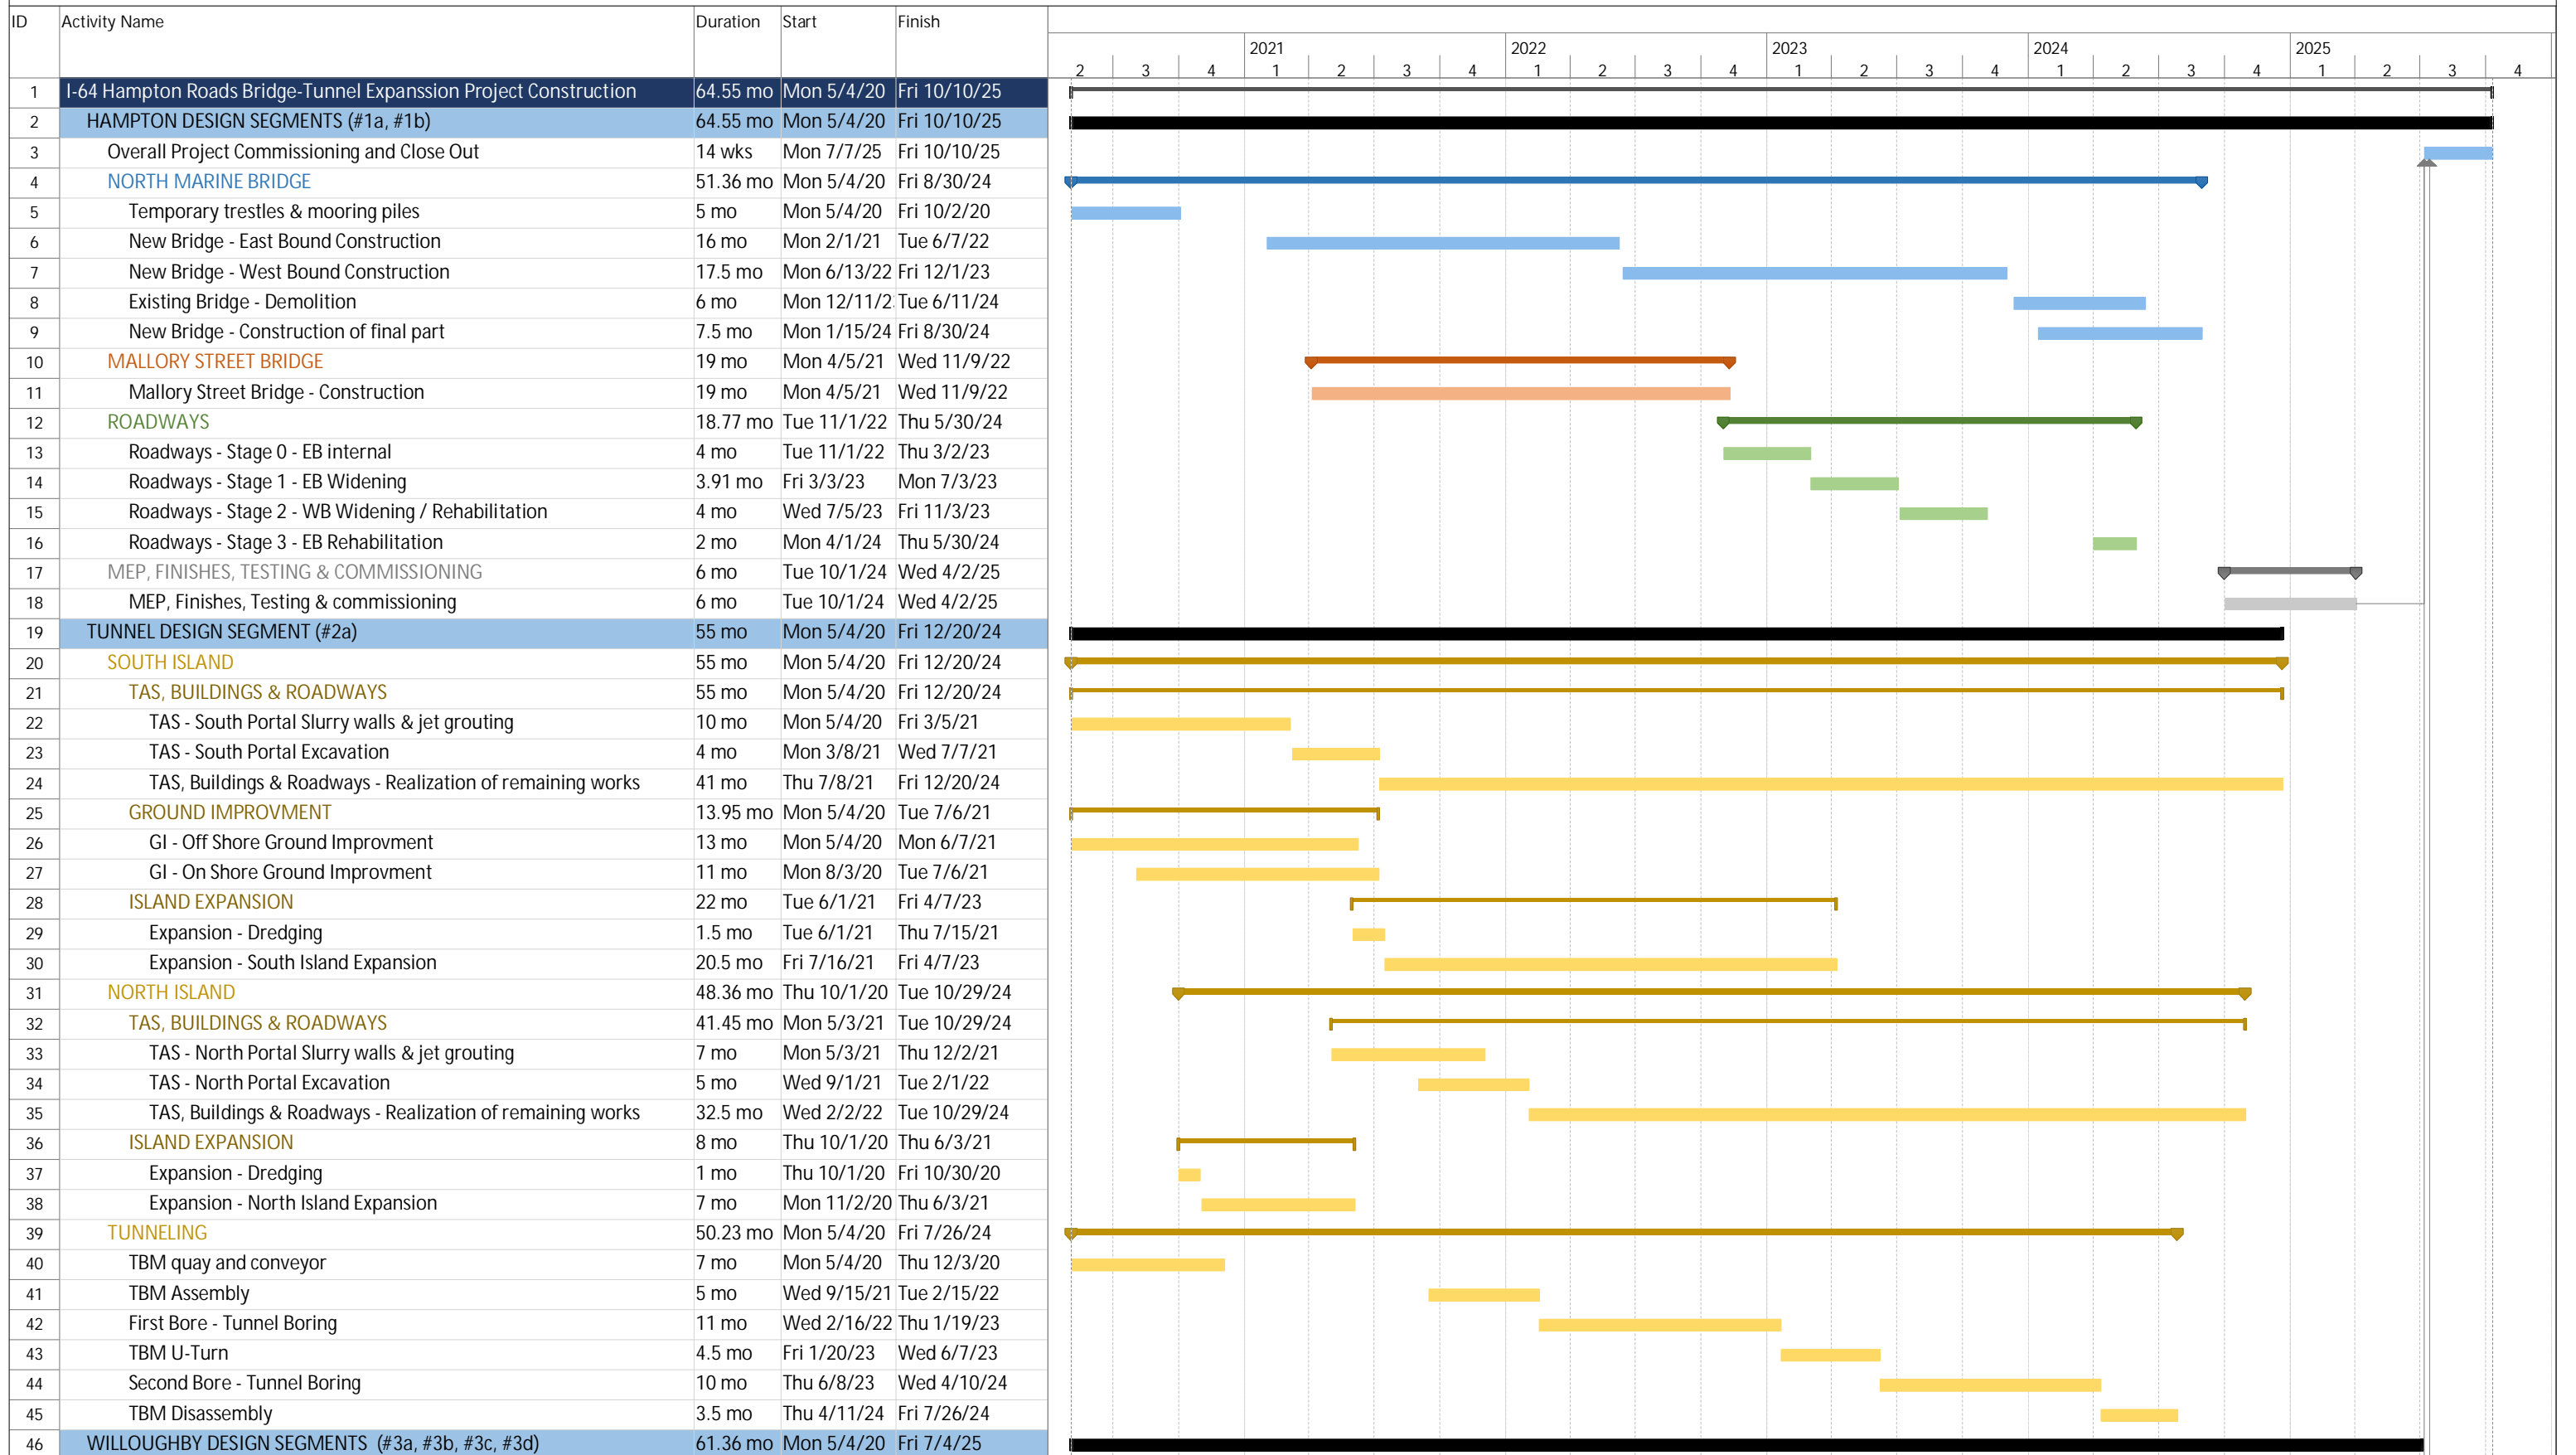 ID Activity Name Duration Start Finish
2021 2022 2023 2024 2025
2 3 4 1 2 3 4 1 2 3 4 1 2 3 4 1 2 3 4 1 2 3 4
1 I-64 Hampton Roads Bridge-Tunnel Expanssion Project Construction 64.55 mo Mon 5/4/20 Fri 10/10/25
2 HAMPTON DESIGN SEGMENTS (#1a, #1b) 64.55 mo Mon 5/4/20 Fri 10/10/25
3 Overall Project Commissioning and Close Out 14 wks Mon 7/7/25 Fri 10/10/25
4 NORTH MARINE BRIDGE 51.36 mo Mon 5/4/20 Fri 8/30/24
5 Temporary trestles & mooring piles 5 mo Mon 5/4/20 Fri 10/2/20
6 New Bridge - East Bound Construction 16 mo Mon 2/1/21 Tue 6/7/22
7 New Bridge - West Bound Construction 17.5 mo Mon 6/13/22 Fri 12/1/23
8 Existing Bridge - Demolition 6 mo Mon 12/11/2 Tue 6/11/24
9 New Bridge - Construction of final part 7.5 mo Mon 1/15/24 Fri 8/30/24
10 MALLORY STREET BRIDGE 19 mo Mon 4/5/21 Wed 11/9/22
11 Mallory Street Bridge - Construction 19 mo Mon 4/5/21 Wed 11/9/22
12 ROADWAYS 18.77 mo Tue 11/1/22 Thu 5/30/24
13 Roadways - Stage 0 - EB internal 4 mo Tue 11/1/22 Thu 3/2/23
14 Roadways - Stage 1 - EB Widening 3.91 mo Fri 3/3/23 Mon 7/3/23
15 Roadways - Stage 2 - WB Widening / Rehabilitation 4 mo Wed 7/5/23 Fri 11/3/23
16 Roadways - Stage 3 - EB Rehabilitation 2 mo Mon 4/1/24 Thu 5/30/24
17 MEP, FINISHES, TESTING & COMMISSIONING 6 mo Tue 10/1/24 Wed 4/2/25
18 MEP, Finishes, Testing & commissioning 6 mo Tue 10/1/24 Wed 4/2/25
19 TUNNEL DESIGN SEGMENT (#2a) 55 mo Mon 5/4/20 Fri 12/20/24
20 SOUTH ISLAND 55 mo Mon 5/4/20 Fri 12/20/24
21 TAS, BUILDINGS & ROADWAYS 55 mo Mon 5/4/20 Fri 12/20/24
22 TAS - South Portal Slurry walls & jet grouting 10 mo Mon 5/4/20 Fri 3/5/21
23 TAS - South Portal Excavation 4 mo Mon 3/8/21 Wed 7/7/21
24 TAS, Buildings & Roadways - Realization of remaining works 41 mo Thu 7/8/21 Fri 12/20/24
25 GROUND IMPROVMENT 13.95 mo Mon 5/4/20 Tue 7/6/21
26 GI - Off Shore Ground Improvment 13 mo Mon 5/4/20 Mon 6/7/21
27 GI - On Shore Ground Improvment 11 mo Mon 8/3/20 Tue 7/6/21
28 ISLAND EXPANSION 22 mo Tue 6/1/21 Fri 4/7/23
29 Expansion - Dredging 1.5 mo Tue 6/1/21 Thu 7/15/21
30 Expansion - South Island Expansion 20.5 mo Fri 7/16/21 Fri 4/7/23
31 NORTH ISLAND 48.36 mo Thu 10/1/20 Tue 10/29/24
32 TAS, BUILDINGS & ROADWAYS 41.45 mo Mon 5/3/21 Tue 10/29/24
33 TAS - North Portal Slurry walls & jet grouting 7 mo Mon 5/3/21 Thu 12/2/21
34 TAS - North Portal Excavation 5 mo Wed 9/1/21 Tue 2/1/22
35 TAS, Buildings & Roadways - Realization of remaining works 32.5 mo Wed 2/2/22 Tue 10/29/24
36 ISLAND EXPANSION 8 mo Thu 10/1/20 Thu 6/3/21
37 Expansion - Dredging 1 mo Thu 10/1/20 Fri 10/30/20
38 Expansion - North Island Expansion 7 mo Mon 11/2/20 Thu 6/3/21
39 TUNNELING 50.23 mo Mon 5/4/20 Fri 7/26/24
40 TBM quay and conveyor 7 mo Mon 5/4/20 Thu 12/3/20
41 TBM Assembly 5 mo Wed 9/15/21 Tue 2/15/22
42 First Bore - Tunnel Boring 11 mo Wed 2/16/22 Thu 1/19/23
43 TBM U-Turn 4.5 mo Fri 1/20/23 Wed 6/7/23
44 Second Bore - Tunnel Boring 10 mo Thu 6/8/23 Wed 4/10/24
45 TBM Disassembly 3.5 mo Thu 4/11/24 Fri 7/26/24
46 WILLOUGHBY DESIGN SEGMENTS (#3a, #3b, #3c, #3d) 61.36 mo Mon 5/4/20 Fri 7/4/25